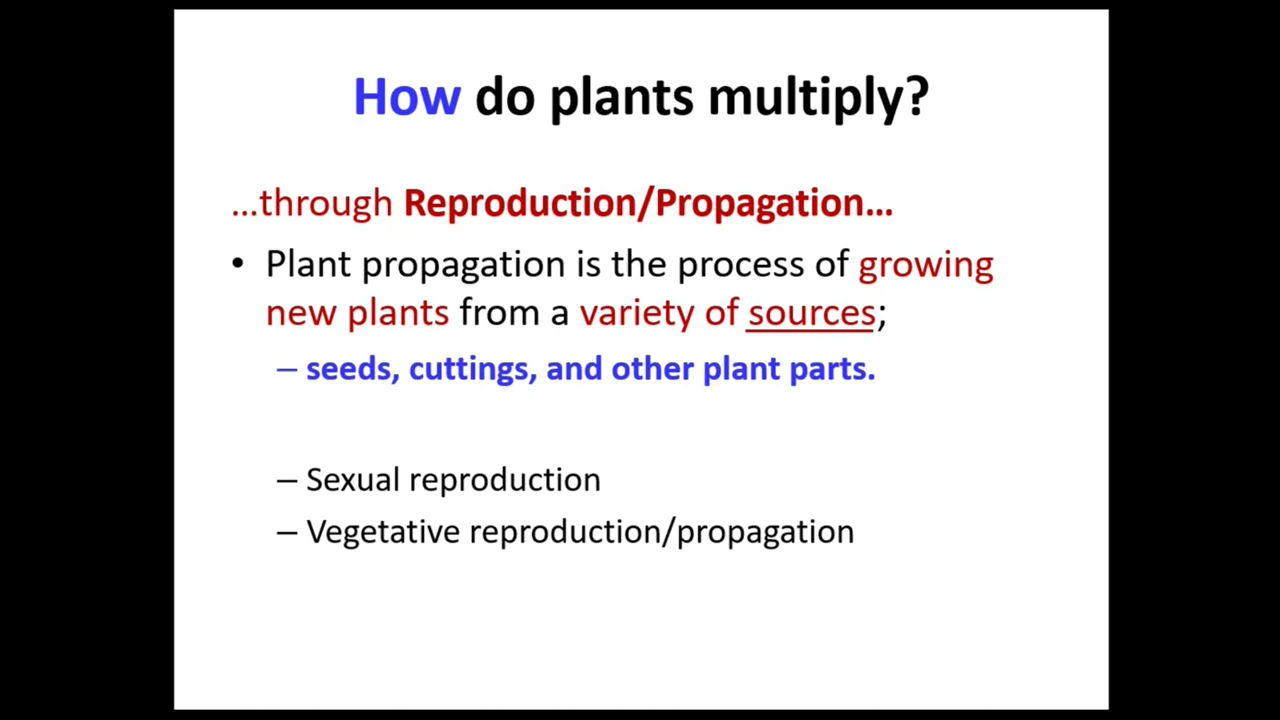 How do plants multiply?
...through Reproduction/Propagation...
• Plant propagation is the process of growing
new plants from a variety of sources;
– seeds, cuttings, and other plant parts.
– Sexual reproduction
– Vegetative reproduction/propagation